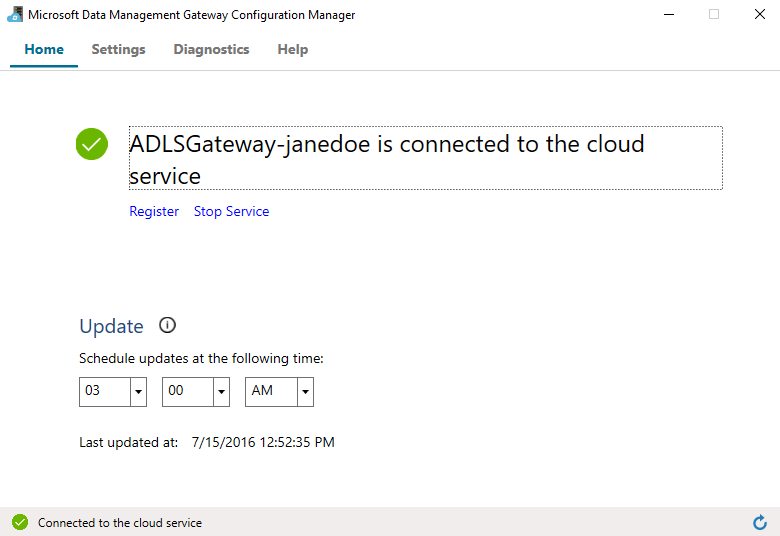 Microsoft Data Management Gateway Configuration Manager
Home Settings Diagnostics Help
ADLSGateway-janedoe is connected to the cloud
service
Register Stop Service
Update
Schedule updates at the following time:
03 00 AM
Last updated at: 7/15/2016 12:52:35 PM
Connected to the cloud service